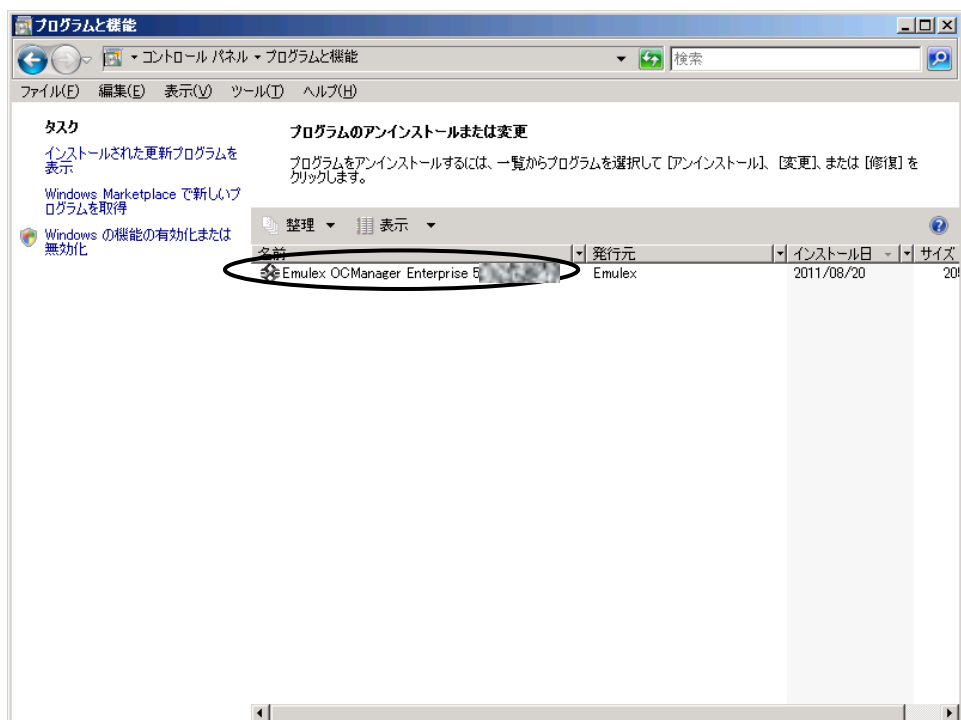 プログラムと機能
コントロール パネル ▾ プログラムと機能
検索
ファイル(F) 編集(E) 表示(V) ツール(T) ヘルプ(H)
タスク
インストールされた更新プログラムを
表示
Windows Marketplace で新しいプ
ログラムを取得
Windows の機能の有効化または
無効化
プログラムのアンインストールまたは変更
プログラムをアンインストールするには、一覧からプログラムを選択して [アンインストール]、[変更]、または [修復] を
クリックします。
整理 表示
名前 発行元 インストール日 サイズ
Emulex OCManager Enterprise 5 Emulex 2011/08/20